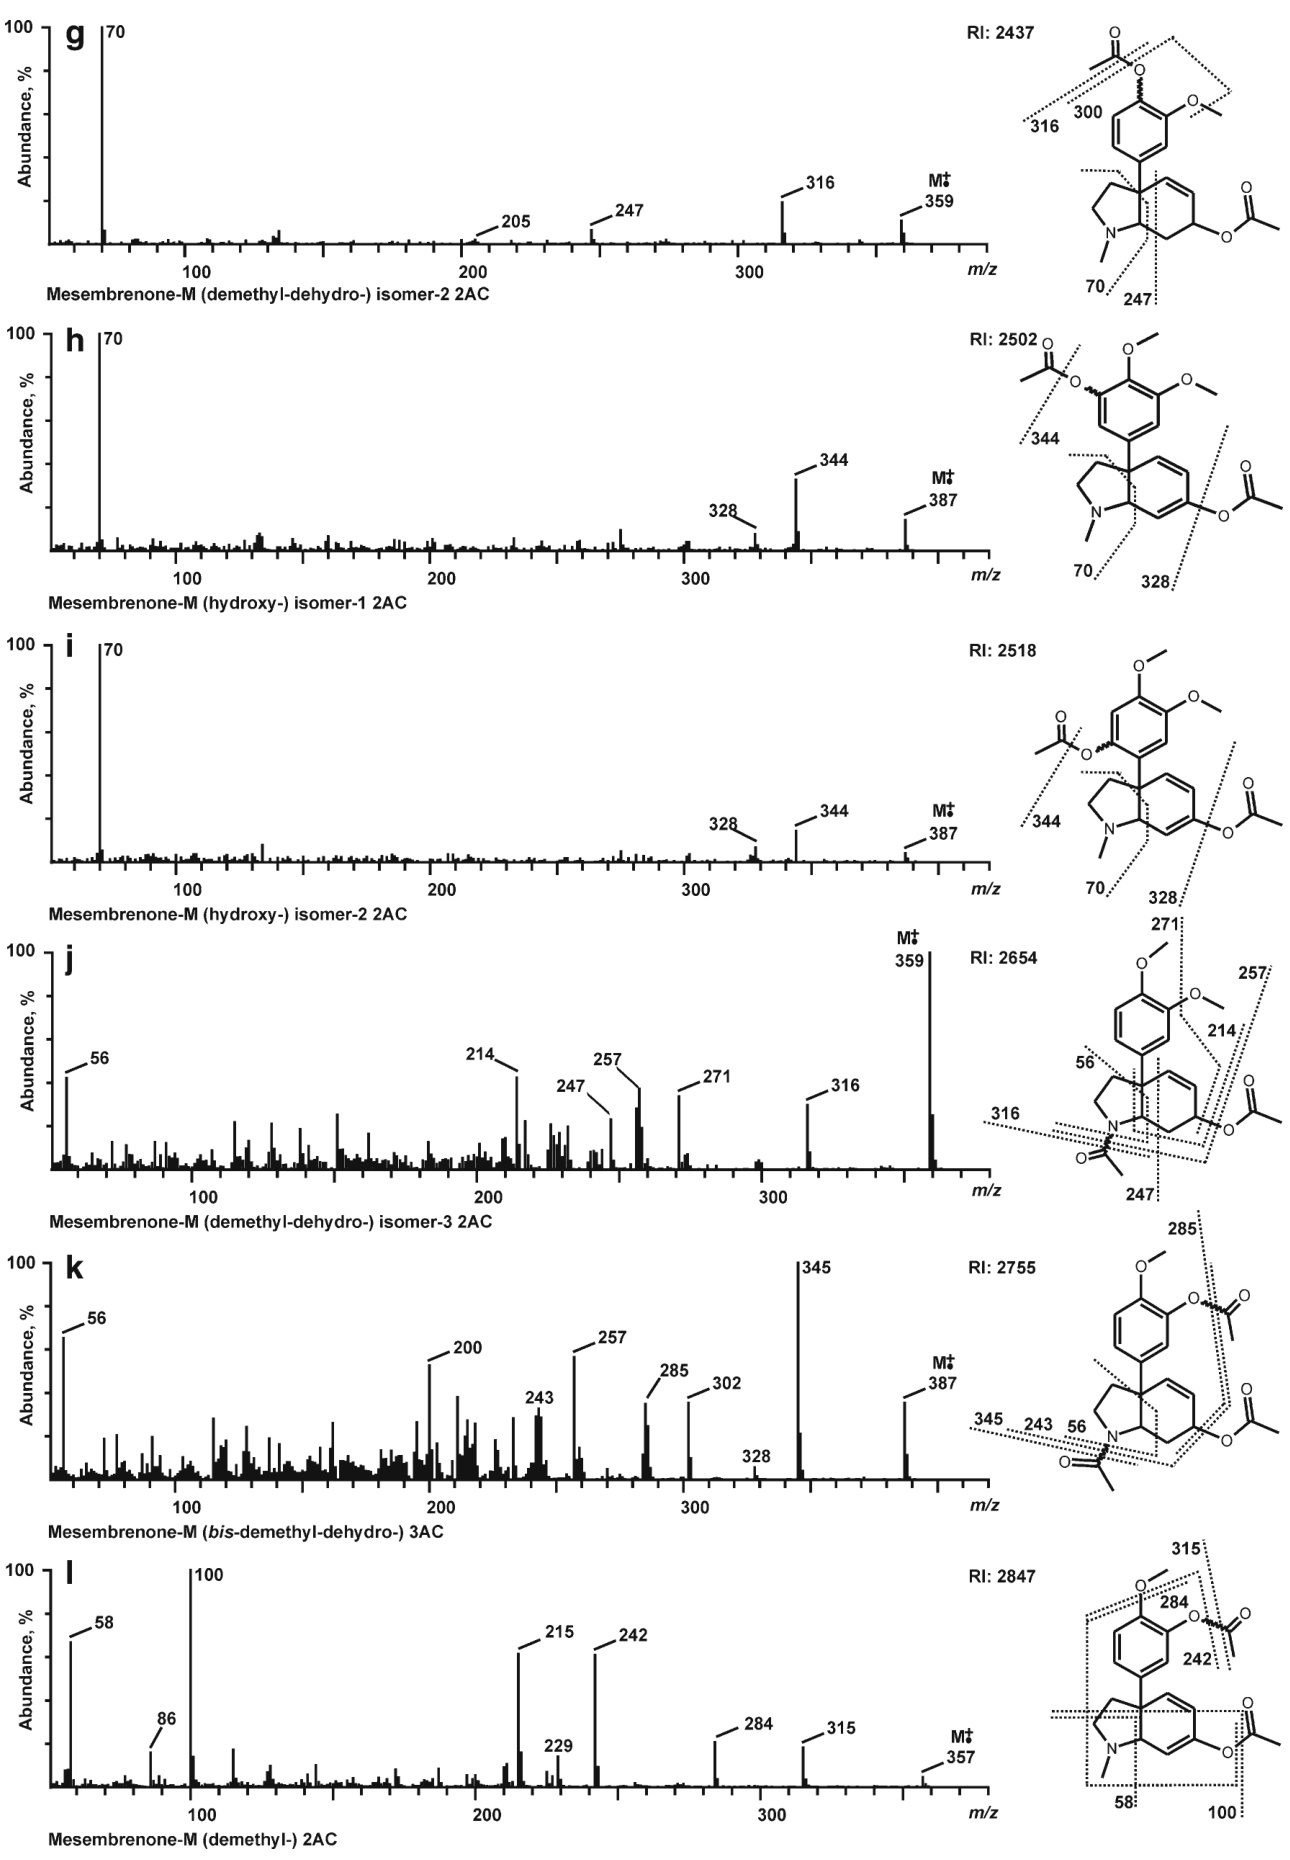 g
RI: 2437
100
Abundance, %
70
205
247
316
M+•
359
100
200
300
m/z
O
O
O
O
O
N
316
300
70
247
Mesembrenone-M (demethyl-dehydro-) isomer-2 2AC
h
RI: 2502
100
Abundance, %
70
328
344
M+•
387
100
200
300
m/z
O
O
O
O
O
O
N
344
70
328
Mesembrenone-M (hydroxy-) isomer-1 2AC
i
RI: 2518
100
Abundance, %
70
328
344
M+•
387
100
200
300
m/z
O
O
O
O
O
O
N
344
70
328
Mesembrenone-M (hydroxy-) isomer-2 2AC
j
RI: 2654
100
Abundance, %
56
214
247
257
271
316
M+•
359
100
200
300
m/z
271
257
214
56
316
247
O
O
O
O
N
O
Mesembrenone-M (demethyl-dehydro-) isomer-3 2AC
k
RI: 2755
100
Abundance, %
56
200
243
257
285
302
328
345
M+•
387
100
200
300
m/z
285
345
243
56
O
O
O
O
O
N
O
Mesembrenone-M (bis-demethyl-dehydro-) 3AC
l
RI: 2847
100
Abundance, %
58
86
100
215
229
242
284
315
M+•
357
100
200
300
m/z
315
284
242
58
100
O
O
O
O
O
N
Mesembrenone-M (demethyl-) 2AC